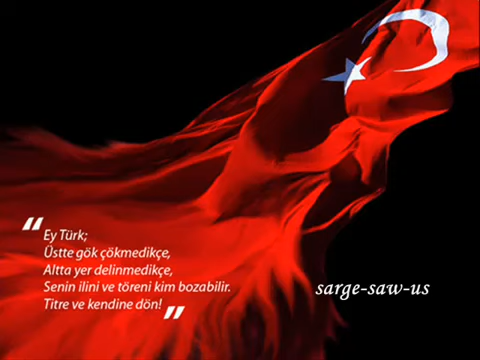 “
Ey Türk;
Üstte gök çökmedikçe,
Altta yer delinmedikçe,
Senin ilini ve töreni kim bozabilir.
Titre ve kendine dön!
”
sarge-saw-us